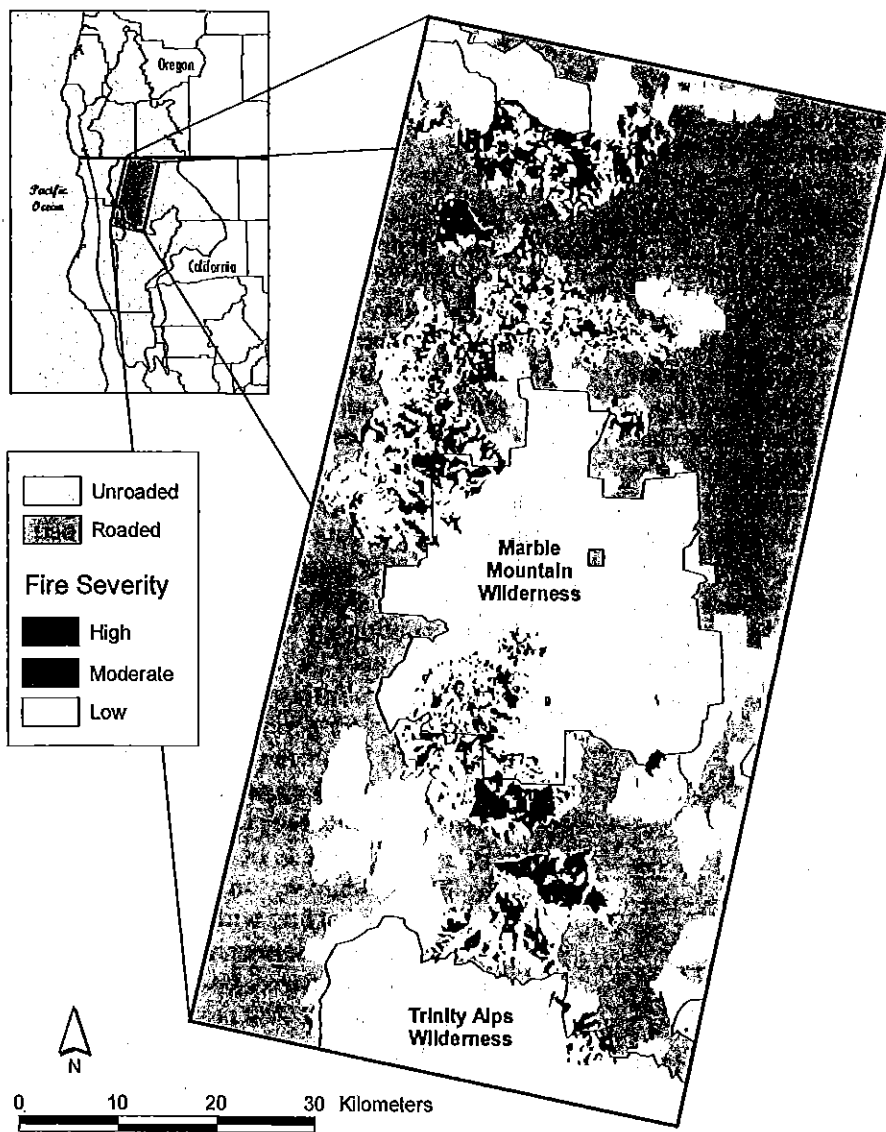 Oregon
Pacific
Ocean
California
Unroaded
Roaded
Fire Severity
High
Moderate
Low
Marble
Mountain
Wilderness
Trinity Alps
Wilderness
N
0 10 20 30 Kilometers